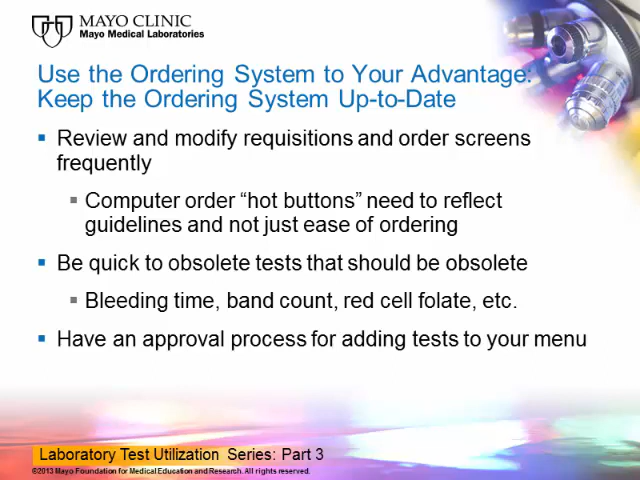 MAYO CLINIC
Mayo Medical Laboratories
Use the Ordering System to Your Advantage:
Keep the Ordering System Up-to-Date
Review and modify requisitions and order screens
frequently
Computer order “hot buttons” need to reflect
guidelines and not just ease of ordering
Be quick to obsolete tests that should be obsolete
Bleeding time, band count, red cell folate, etc.
Have an approval process for adding tests to your menu
Laboratory Test Utilization Series: Part 3
©2013 Mayo Foundation for Medical Education and Research. All rights reserved.